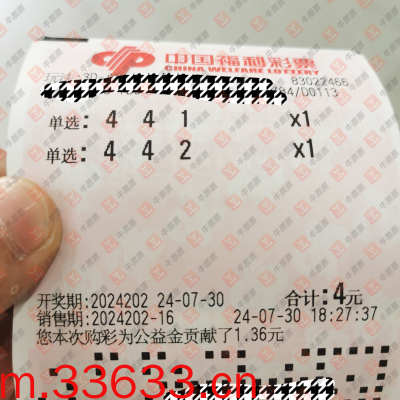 中国福利彩票
CHINA WELFARE LOTTERY
83022466
/D0113
单选: 4 4 1 x1
单选: 4 4 2 x1
开奖期:2024202 24-07-30 合计:4元
销售期:2024202-16 24-07-30 18:27:37
您本次购彩为公益金贡献了1.36元
m.33633.cn